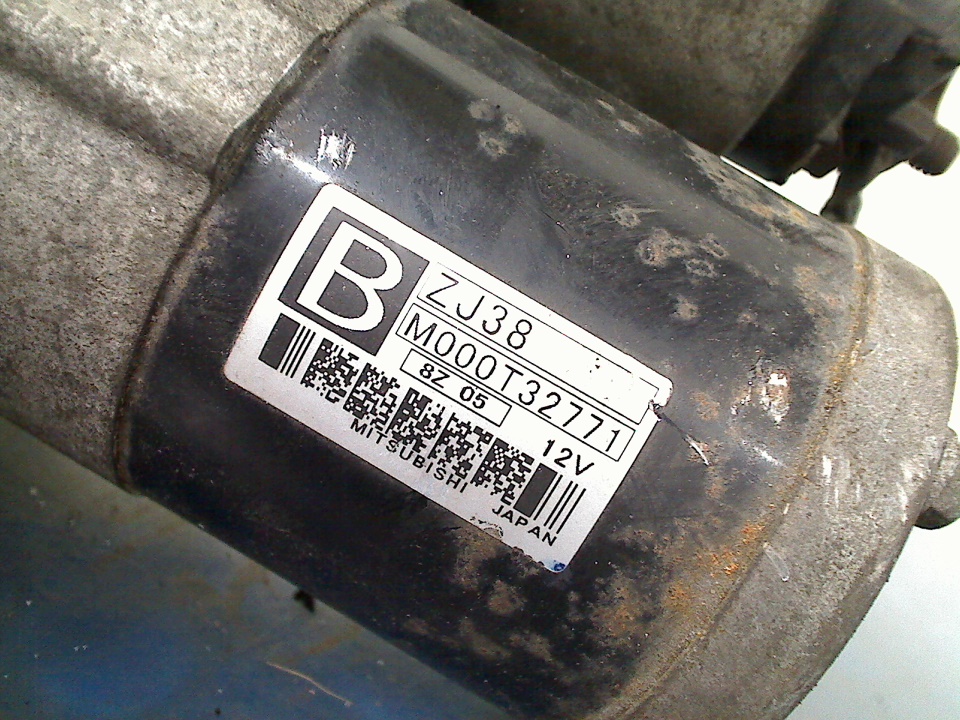 B
ZJ38
M000T32771
8Z 05
12V
MITSUBISHI
JAPAN